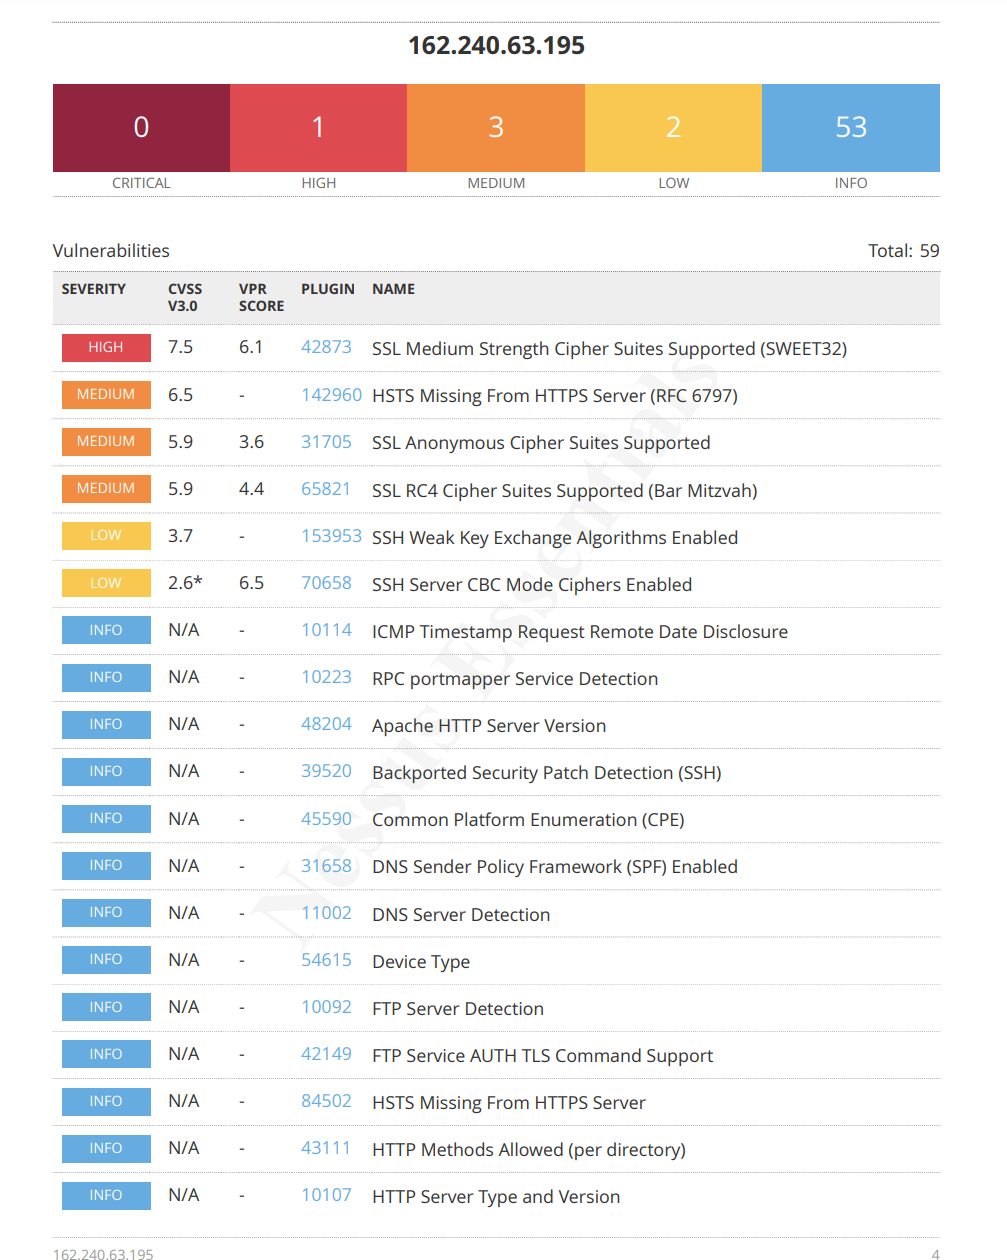 162.240.63.195
0 1 3 2 53
CRITICAL HIGH MEDIUM LOW INFO
Vulnerabilities Total: 59
SEVERITY CVSS V3.0 VPR SCORE PLUGIN NAME
HIGH 7.5 6.1 42873 SSL Medium Strength Cipher Suites Supported (SWEET32)
MEDIUM 6.5 - 142960 HSTS Missing From HTTPS Server (RFC 6797)
MEDIUM 5.9 3.6 31705 SSL Anonymous Cipher Suites Supported
MEDIUM 5.9 4.4 65821 SSL RC4 Cipher Suites Supported (Bar Mitzvah)
LOW 3.7 - 153953 SSH Weak Key Exchange Algorithms Enabled
LOW 2.6* 6.5 70658 SSH Server CBC Mode Ciphers Enabled
INFO N/A - 10114 ICMP Timestamp Request Remote Date Disclosure
INFO N/A - 10223 RPC portmapper Service Detection
INFO N/A - 48204 Apache HTTP Server Version
INFO N/A - 39520 Backported Security Patch Detection (SSH)
INFO N/A - 45590 Common Platform Enumeration (CPE)
INFO N/A - 31658 DNS Sender Policy Framework (SPF) Enabled
INFO N/A - 11002 DNS Server Detection
INFO N/A - 54615 Device Type
INFO N/A - 10092 FTP Server Detection
INFO N/A - 42149 FTP Service AUTH TLS Command Support
INFO N/A - 84502 HSTS Missing From HTTPS Server
INFO N/A - 43111 HTTP Methods Allowed (per directory)
INFO N/A - 10107 HTTP Server Type and Version
Nessus Essentials
162.240.63.195 4